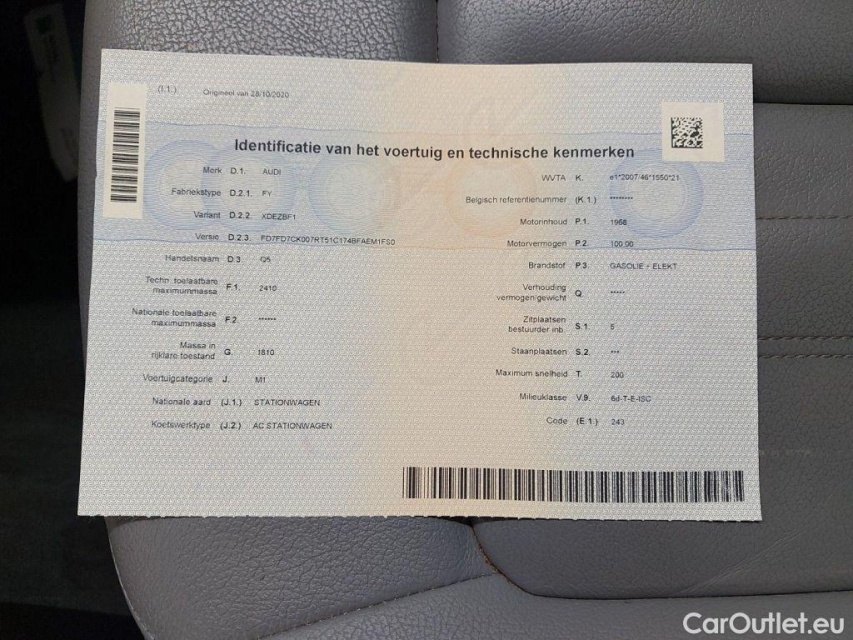 (I.1.) Origineel van 28/10/2020
Identificatie van het voertuig en technische kenmerken
Merk D.1. AUDI
Fabriekstype D.2.1. FY
Variant D.2.2. XDEZBF1
Versie D.2.3. FD7FD7CK007RT51C174BFAEM1FS0
Handelsnaam D.3. Q5
Techn. toelaatbare
maximummassa F.1. 2410
Nationale toelaatbare
maximummassa F.2. ******
Massa in
rijklare toestand G. 1810
Voertuigcategorie J. M1
Nationale aard (J.1.) STATIONWAGEN
Koetswerktype (J.2.) AC STATIONWAGEN
WVTA K. e1*2007/46*1550*21
Belgisch referentienummer (K.1.) ********
Motorinhoud P.1. 1968
Motorvermogen P.2. 100,00
Brandstof P.3. GASOLIE - ELEKT
Verhouding
vermogen/gewicht Q. *****
Zitplaatsen
bestuurder inb. S.1. 5
Staanplaatsen S.2. ***
Maximum snelheid T. 200
Milieuklasse V.9. 6d-T-E-ISC
Code (E.1.) 243
CarOutlet.eu